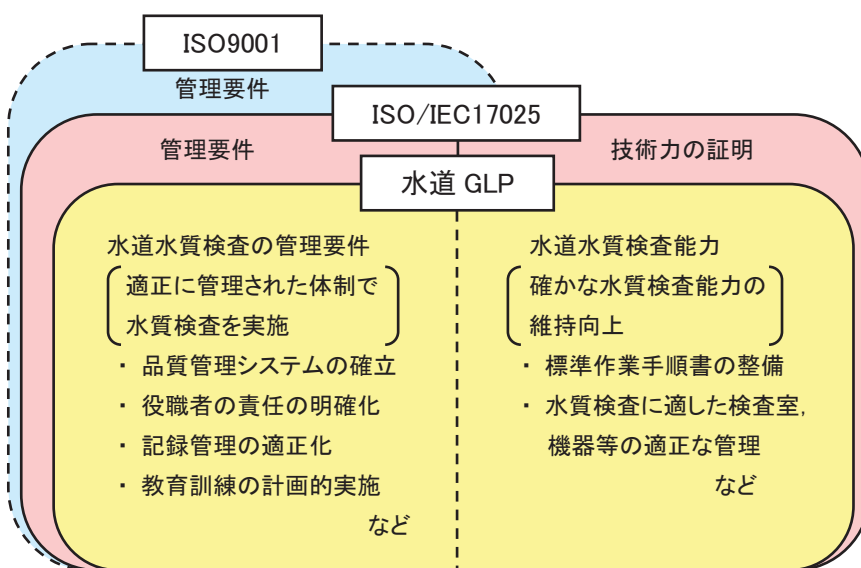 ISO9001
管理要件
ISO/IEC17025
管理要件
技術力の証明
水道 GLP
水道水質検査の管理要件
適正に管理された体制で
水質検査を実施
・ 品質管理システムの確立
・ 役職者の責任の明確化
・ 記録管理の適正化
・ 教育訓練の計画的実施
など
水道水質検査能力
確かな水質検査能力の
維持向上
・ 標準作業手順書の整備
・ 水質検査に適した検査室,
機器等の適正な管理
など